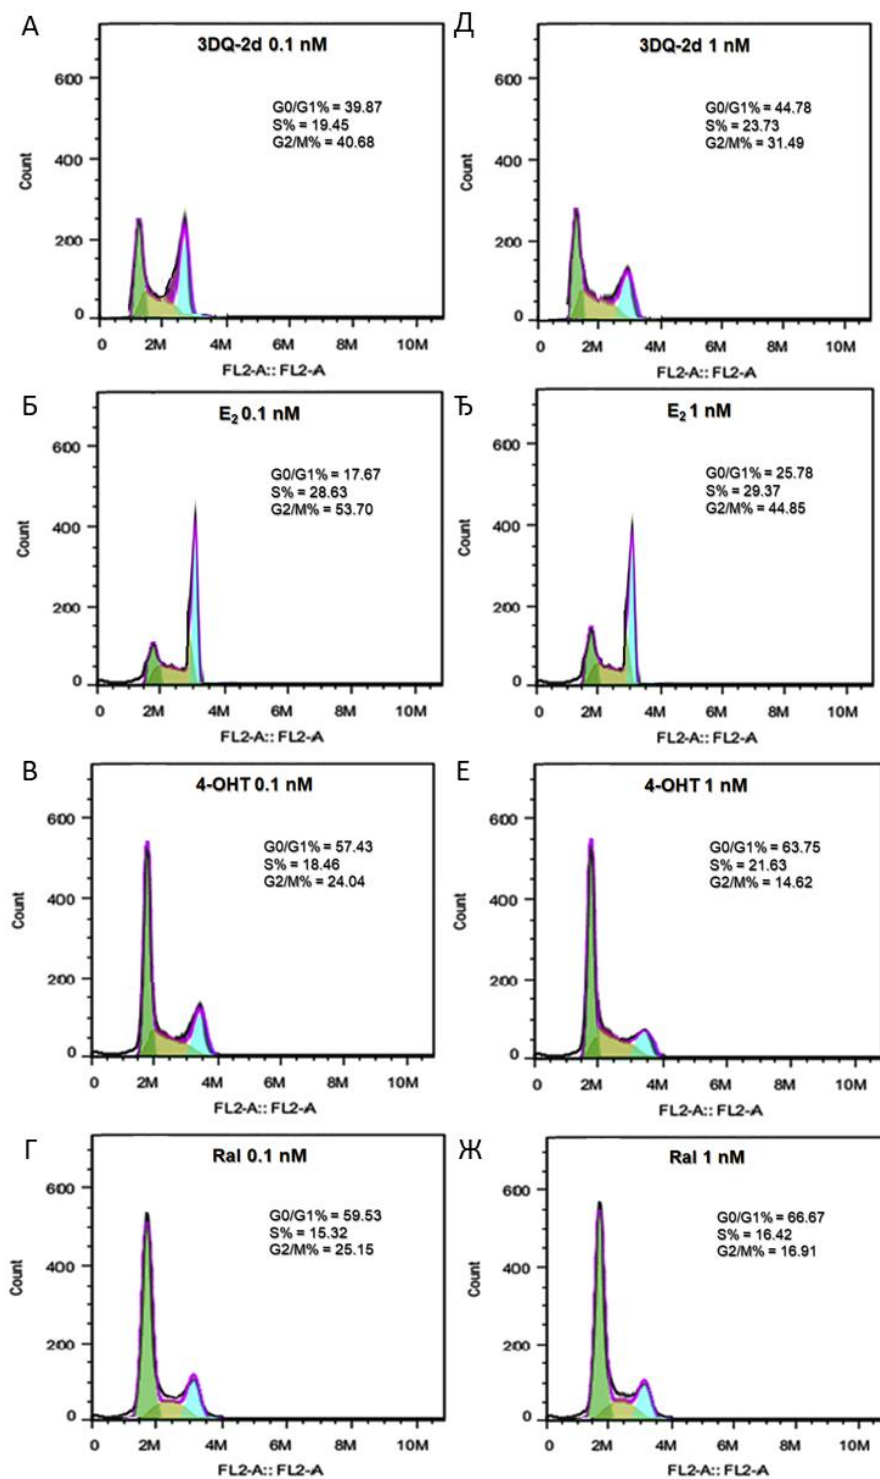 А
3DQ-2d 0.1 nM
G0/G1% = 39.87
S% = 19.45
G2/M% = 40.68
Count
600
400
200
0
0 2M 4M 6M 8M 10M
FL2-A:: FL2-A
Д
3DQ-2d 1 nM
G0/G1% = 44.78
S% = 23.73
G2/M% = 31.49
Count
600
400
200
0
0 2M 4M 6M 8M 10M
FL2-A:: FL2-A
Б
E₂ 0.1 nM
G0/G1% = 17.67
S% = 28.63
G2/M% = 53.70
Count
600
400
200
0
0 2M 4M 6M 8M 10M
FL2-A:: FL2-A
Ђ
E₂ 1 nM
G0/G1% = 25.78
S% = 29.37
G2/M% = 44.85
Count
600
400
200
0
0 2M 4M 6M 8M 10M
FL2-A:: FL2-A
В
4-OHT 0.1 nM
G0/G1% = 57.43
S% = 18.46
G2/M% = 24.04
Count
600
400
200
0
0 2M 4M 6M 8M 10M
FL2-A:: FL2-A
Е
4-OHT 1 nM
G0/G1% = 63.75
S% = 21.63
G2/M% = 14.62
Count
600
400
200
0
0 2M 4M 6M 8M 10M
FL2-A:: FL2-A
Г
Ral 0.1 nM
G0/G1% = 59.53
S% = 15.32
G2/M% = 25.15
Count
600
400
200
0
0 2M 4M 6M 8M 10M
FL2-A:: FL2-A
Ж
Ral 1 nM
G0/G1% = 66.67
S% = 16.42
G2/M% = 16.91
Count
600
400
200
0
0 2M 4M 6M 8M 10M
FL2-A:: FL2-A